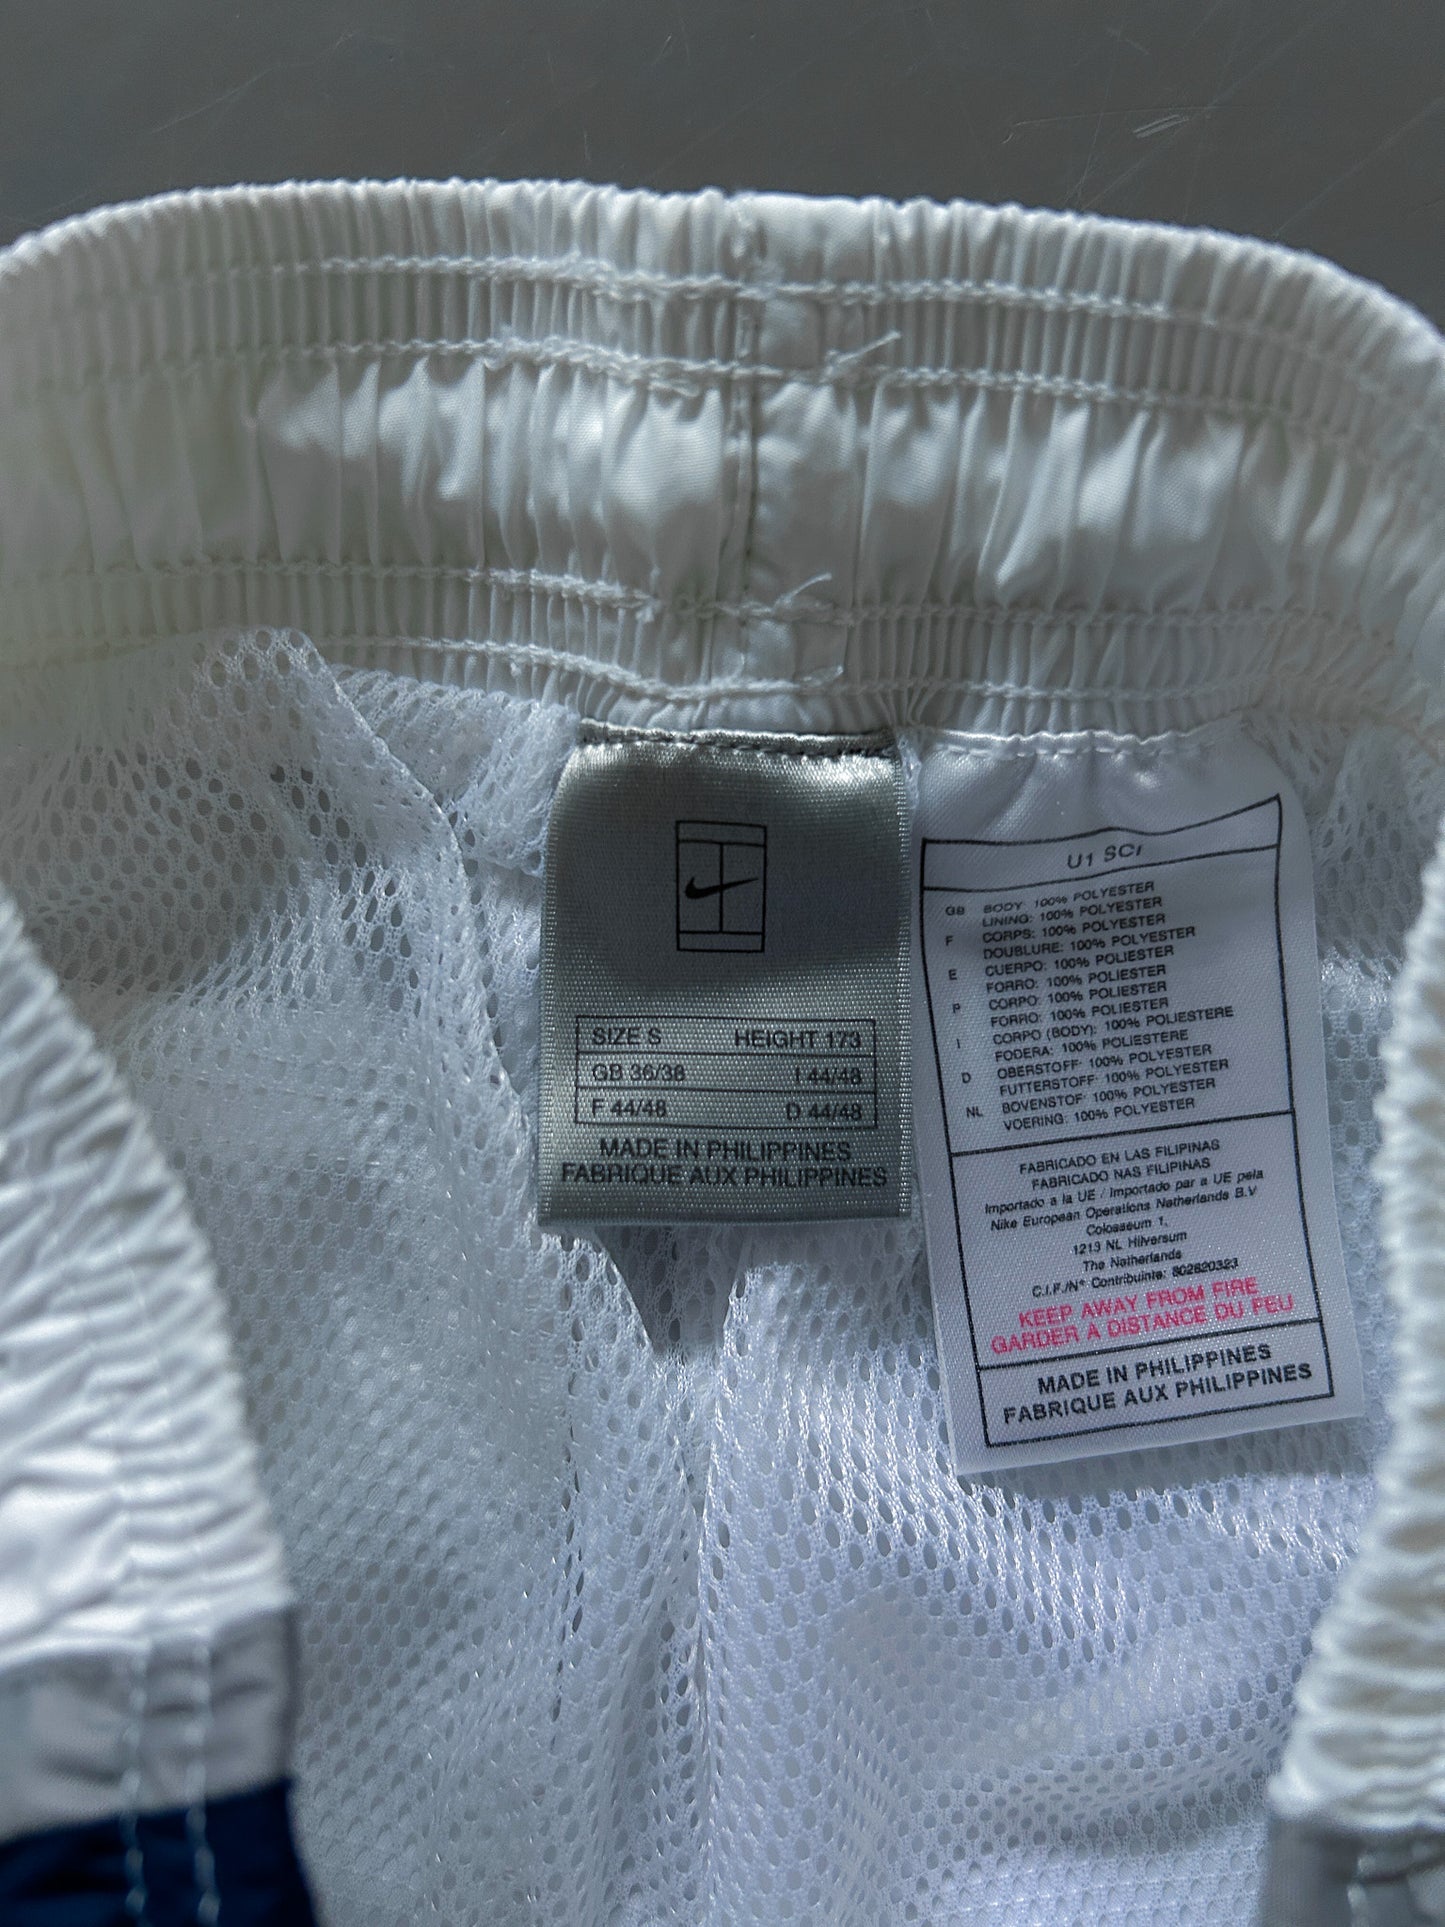 SIZE S HEIGHT 173
GB 36/38 I 44/48
F 44/48 D 44/48
MADE IN PHILIPPINES
FABRIQUE AUX PHILIPPINES
U1 SCI
GB BODY: 100% POLYESTER
LINING: 100% POLYESTER
F CORPS: 100% POLYESTER
DOUBLURE: 100% POLYESTER
E CUERPO: 100% POLIESTER
FORRO: 100% POLIESTER
P CORPO: 100% POLIESTER
FORRO: 100% POLIESTER
I CORPO (BODY): 100% POLIESTERE
FODERA: 100% POLIESTERE
D OBERSTOFF: 100% POLYESTER
FUTTERSTOFF: 100% POLYESTER
NL BOVENSTOF: 100% POLYESTER
VOERING: 100% POLYESTER
FABRICADO EN LAS FILIPINAS
FABRICADO NAS FILIPINAS
Importado a la UE / Importado par a UE pela
Nike European Operations Netherlands B.V
Colosseum 1,
1213 NL Hilversum
The Netherlands
C.I.F./Nº Contribuinte: 802620323
KEEP AWAY FROM FIRE
GARDER A DISTANCE DU FEU
MADE IN PHILIPPINES
FABRIQUE AUX PHILIPPINES